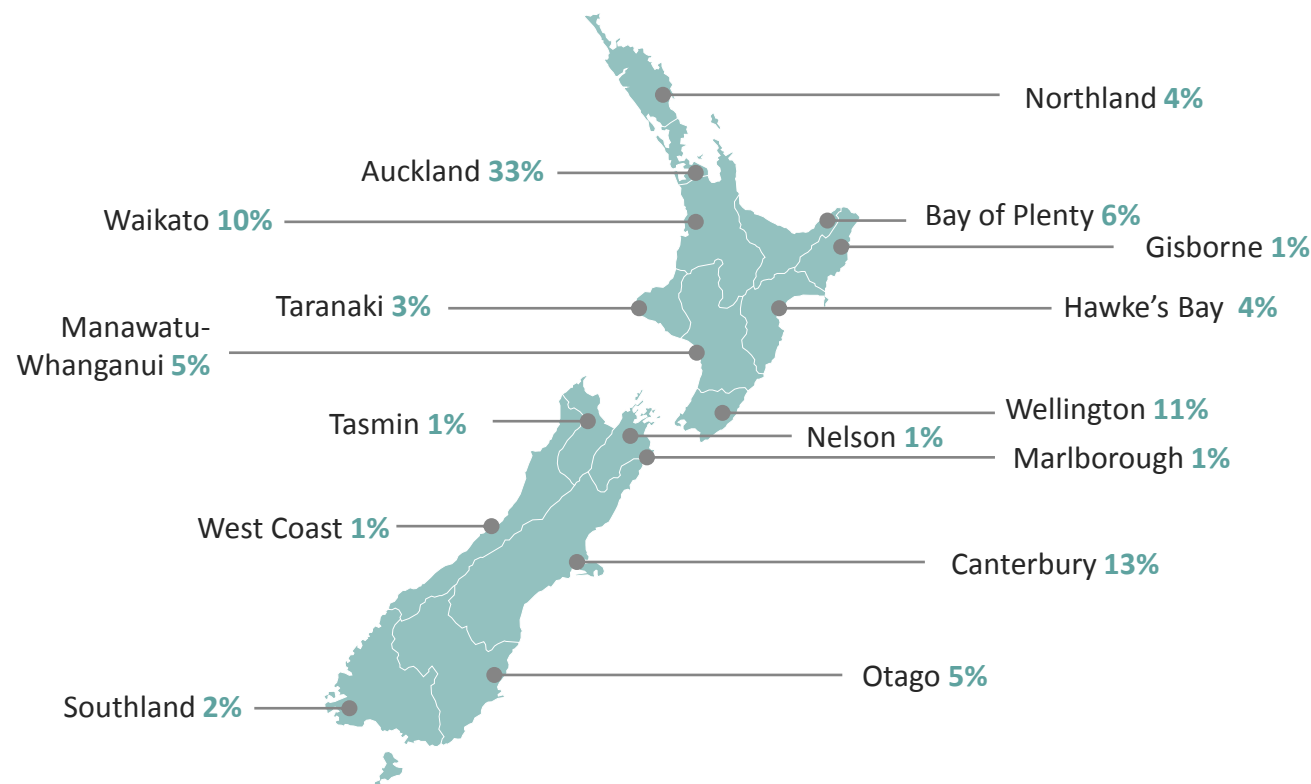 Northland 4%
Auckland 33%
Waikato 10%
Bay of Plenty 6%
Gisborne 1%
Taranaki 3%
Hawke’s Bay 4%
Manawatu-
Whanganui 5%
Wellington 11%
Tasmin 1%
Nelson 1%
Marlborough 1%
West Coast 1%
Canterbury 13%
Otago 5%
Southland 2%